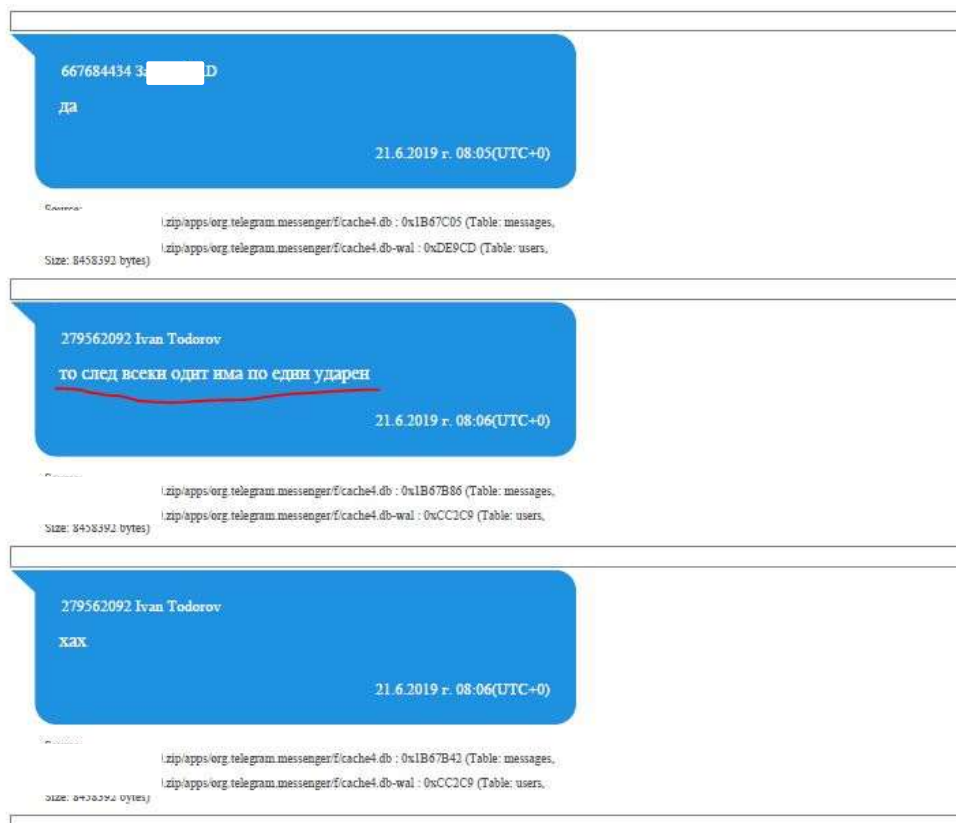 667684434 За D
да
21.6.2019 г. 08:05(UTC+0)
Source:
.zip/apps/org.telegram.messenger/f/cache4.db : 0x1B67C05 (Table: messages,
.zip/apps/org.telegram.messenger/f/cache4.db-wal : 0xDE9CD (Table: users,
Size: 8458392 bytes)
279562092 Ivan Todorov
то след всеки одит има по един ударен
21.6.2019 г. 08:06(UTC+0)
.zip/apps/org.telegram.messenger/f/cache4.db : 0x1B67B86 (Table: messages,
.zip/apps/org.telegram.messenger/f/cache4.db-wal : 0xCC2C9 (Table: users,
Size: 8458392 bytes)
279562092 Ivan Todorov
хах
21.6.2019 г. 08:06(UTC+0)
.zip/apps/org.telegram.messenger/f/cache4.db : 0x1B67B42 (Table: messages,
.zip/apps/org.telegram.messenger/f/cache4.db-wal : 0xCC2C9 (Table: users,
Size: 8458392 bytes)